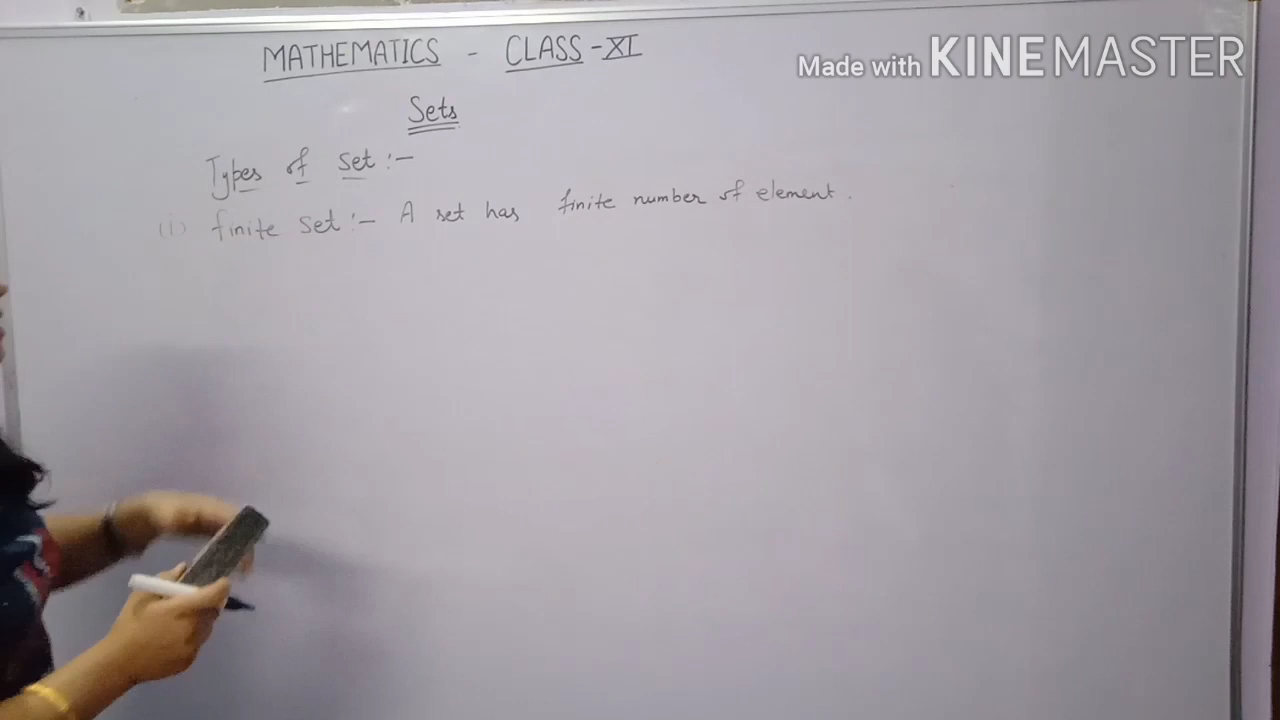 MATHEMATICS - CLASS-XI
Made with KINEMASTER
Sets
Types of set :-
(i) finite set :- A set has finite number of element.